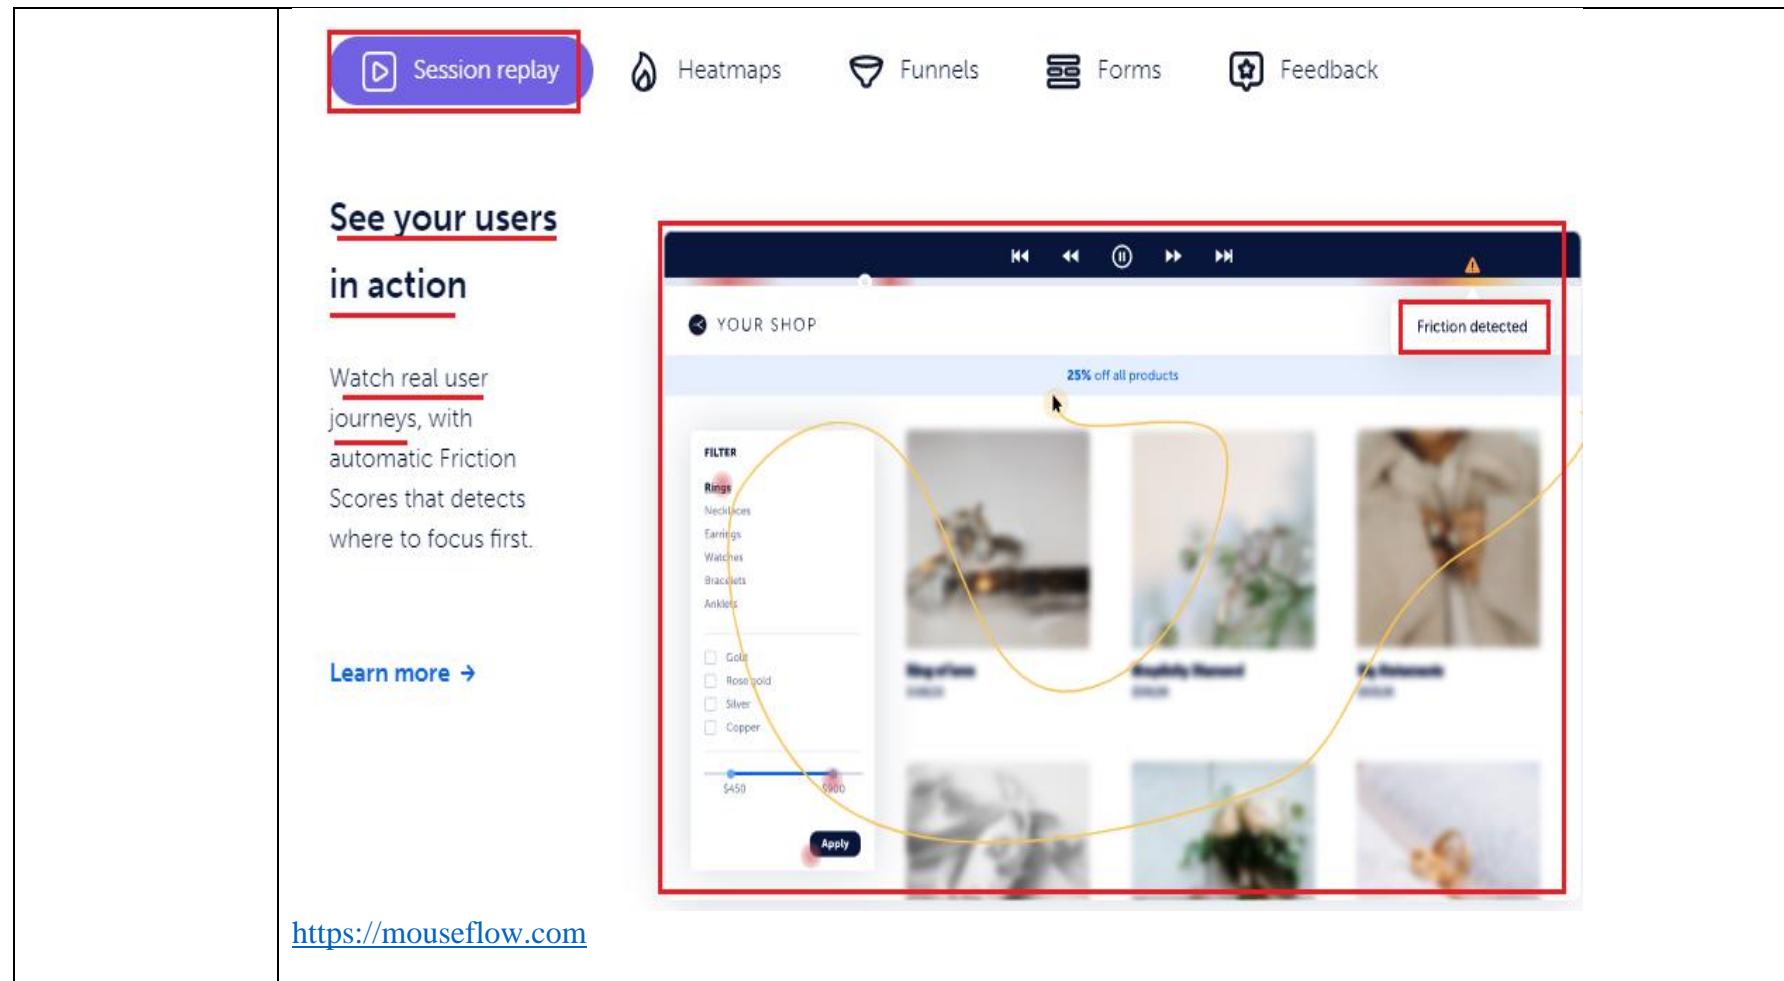 Session replay
Heatmaps
Funnels
Forms
Feedback
See your users
in action
Watch real user
journeys, with
automatic Friction
Scores that detects
where to focus first.
Learn more →
YOUR SHOP
Friction detected
25% off all products
FILTER
Rings
Necklaces
Earrings
Watches
Bracelets
Anklets
Gold
Rose gold
Silver
Copper
$450 $900
Apply
https://mouseflow.com